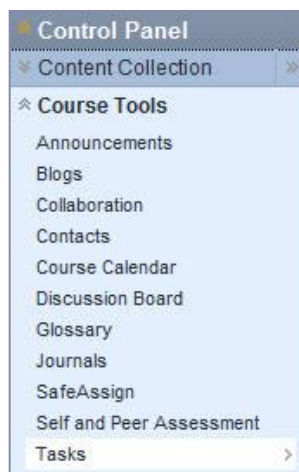 Control Panel
Content Collection
Course Tools
Announcements
Blogs
Collaboration
Contacts
Course Calendar
Discussion Board
Glossary
Journals
SafeAssign
Self and Peer Assessment
Tasks